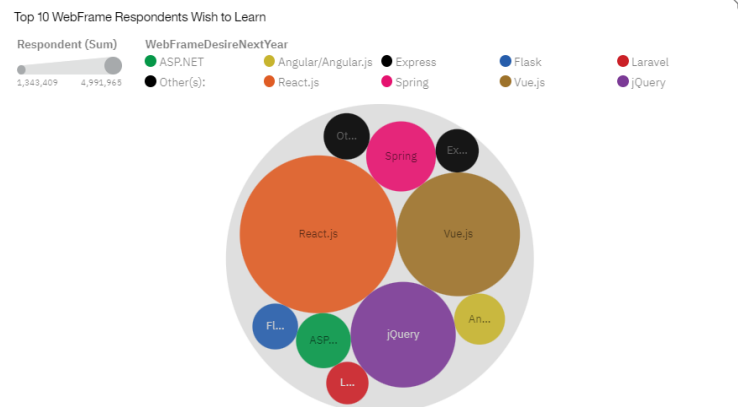 Top 10 WebFrame Respondents Wish to Learn
Respondent (Sum)
1,343,409 4,991,965
WebFrameDesireNextYear
ASP.NET Angular/Angular.js Express Flask Laravel
Other(s): React.js Spring Vue.js jQuery
Ot...
Spring
Ex...
React.js
Vue.js
Fl...
ASP...
jQuery
An...
L...